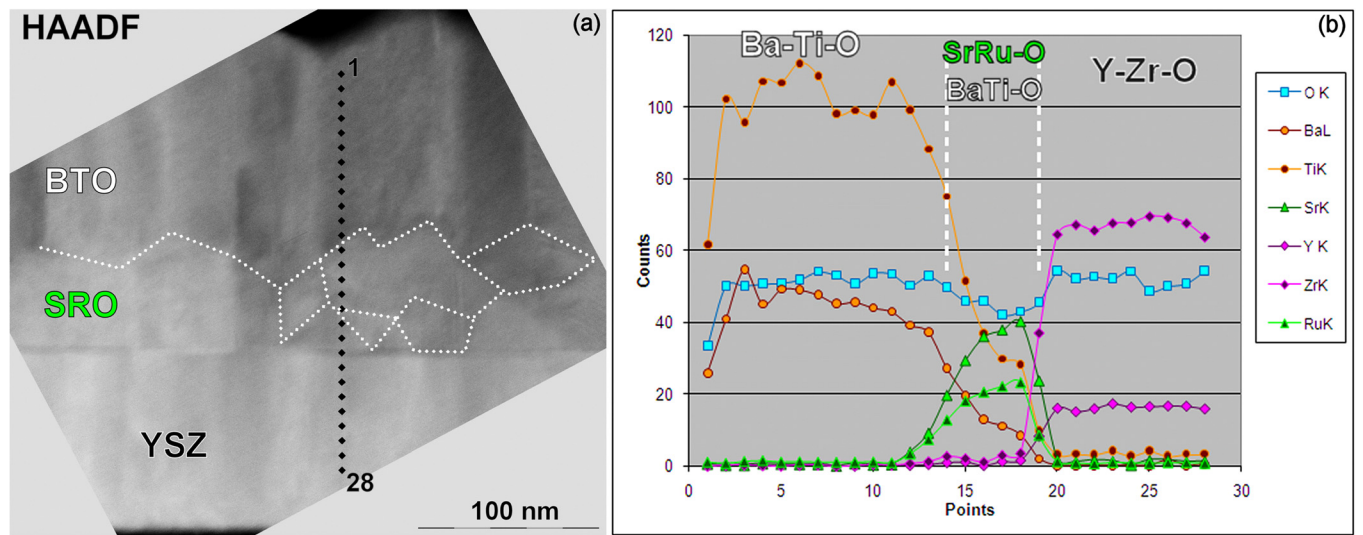 HAADF
(a)
1
BTO
SRO
YSZ
28
100 nm
(b)
Ba-Ti-O
SrRu-O
BaTi-O
Y-Zr-O
120
100
80
60
40
20
0
Counts
0 5 10 15 20 25 30
Points
O K
BaL
TiK
SrK
Y K
ZrK
RuK